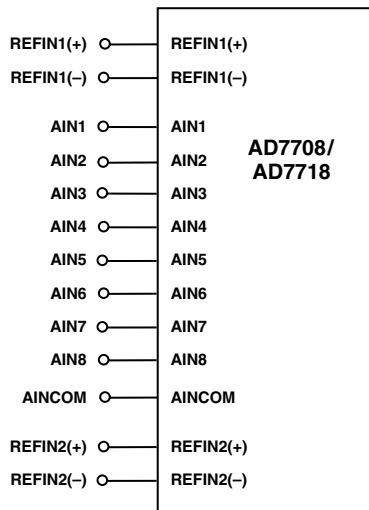 REFIN1(+) REFIN1(+)
REFIN1(–) REFIN1(–)
AIN1 AIN1
AIN2 AIN2
AD7708/
AD7718
AIN3 AIN3
AIN4 AIN4
AIN5 AIN5
AIN6 AIN6
AIN7 AIN7
AIN8 AIN8
AINCOM AINCOM
REFIN2(+) REFIN2(+)
REFIN2(–) REFIN2(–)